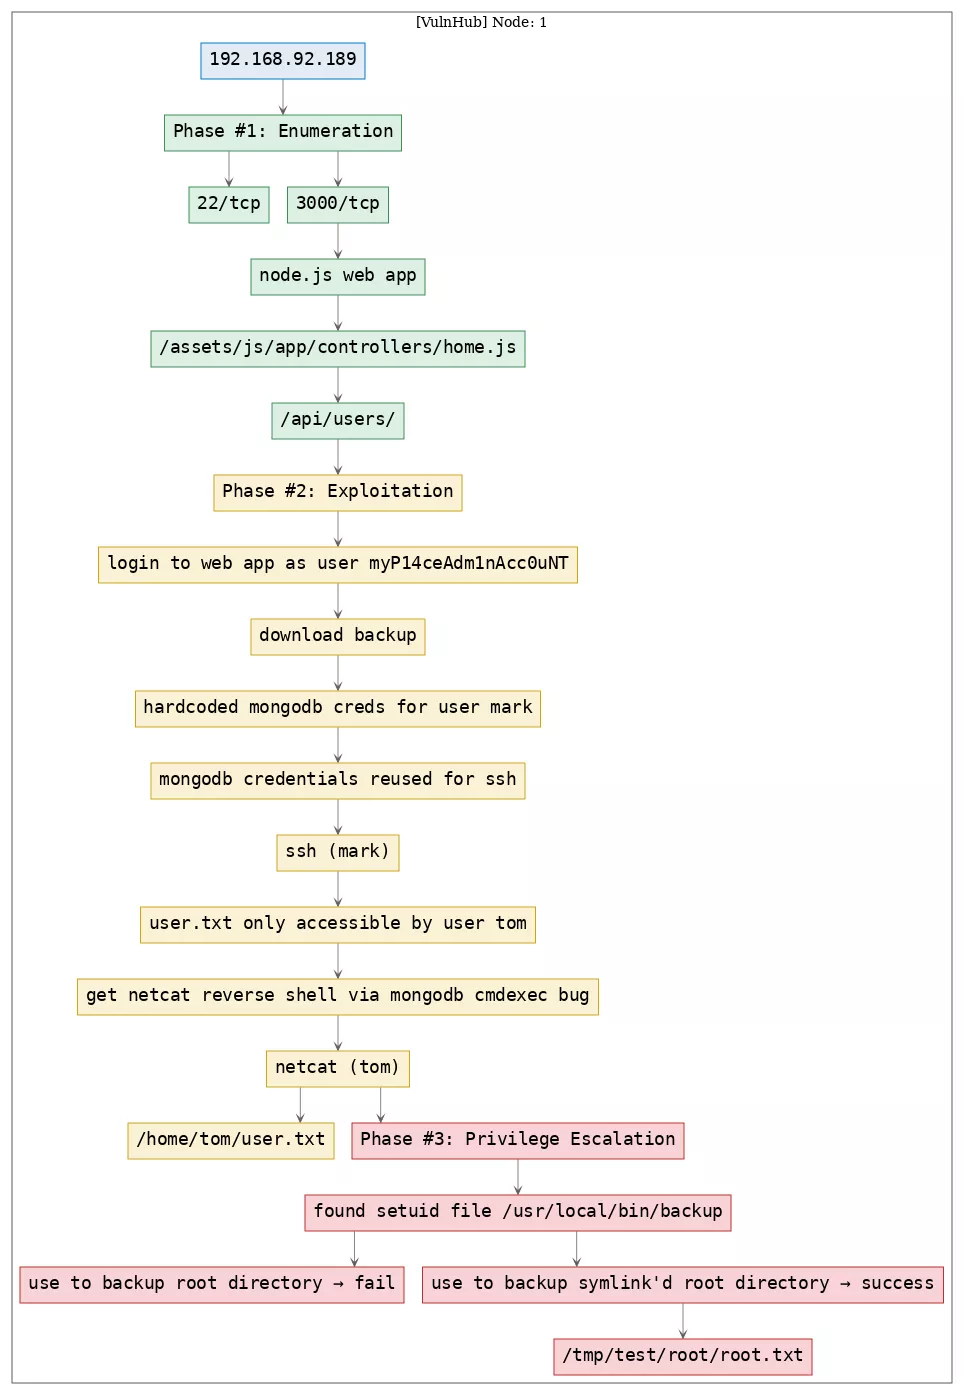 [VulnHub] Node: 1
192.168.92.189
Phase #1: Enumeration
22/tcp
3000/tcp
node.js web app
/assets/js/app/controllers/home.js
/api/users/
Phase #2: Exploitation
login to web app as user myP14ceAdm1nAcc0uNT
download backup
hardcoded mongodb creds for user mark
mongodb credentials reused for ssh
ssh (mark)
user.txt only accessible by user tom
get netcat reverse shell via mongodb cmdexec bug
netcat (tom)
/home/tom/user.txt
Phase #3: Privilege Escalation
found setuid file /usr/local/bin/backup
use to backup root directory → fail
use to backup symlink'd root directory → success
/tmp/test/root/root.txt